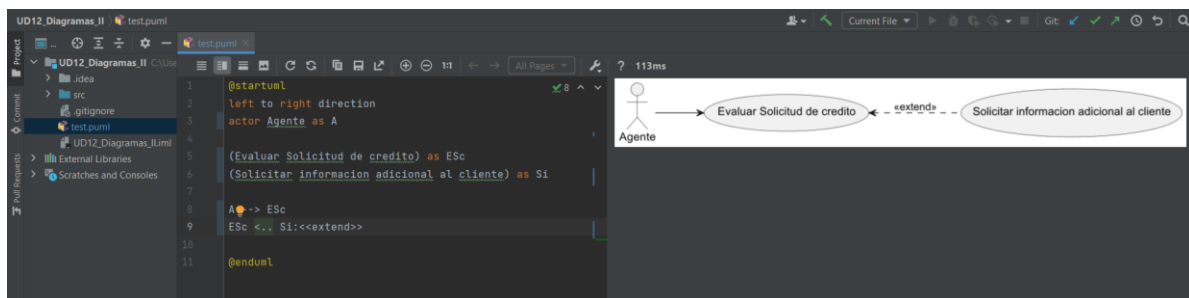 UD12_Diagramas_II test.puml
Current File
Git:
Project
Commit
Pull Requests
UD12_Diagramas_II C:\Use
.idea
src
.gitignore
test.puml
UD12_Diagramas_II.iml
External Libraries
Scratches and Consoles
test.puml
1:1
All Pages
? 113ms
8
1 @startuml
2 left to right direction
3 actor Agente as A
4
5 (Evaluar Solicitud de credito) as ESc
6 (Solicitar informacion adicional al cliente) as Si
7
8 A --> ESc
9 ESc <.. Si:<<extend>>
10
11 @enduml
Agente
Evaluar Solicitud de credito
«extend»
Solicitar informacion adicional al cliente